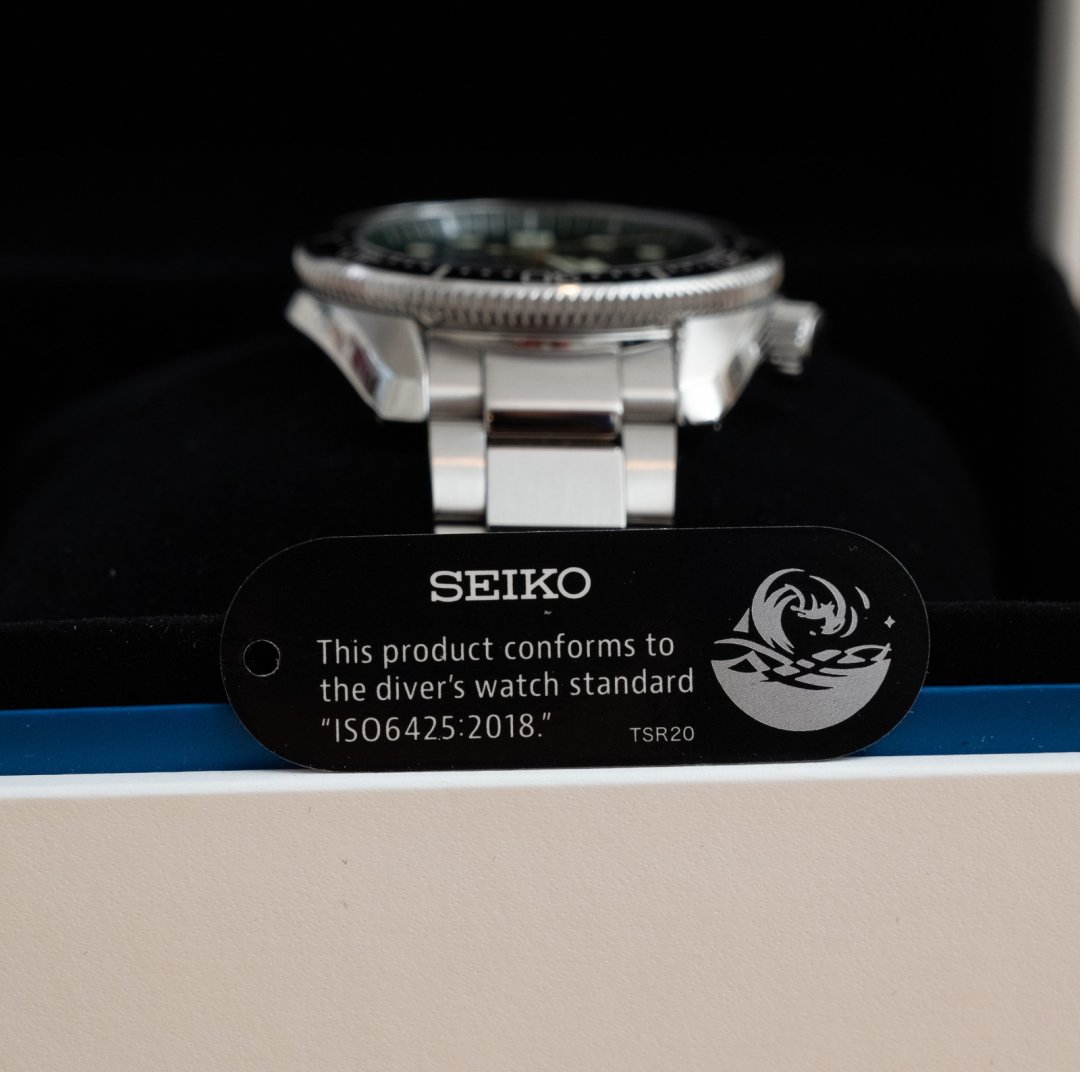 SEIKO
This product conforms to
the diver's watch standard
"ISO6425:2018."
TSR20